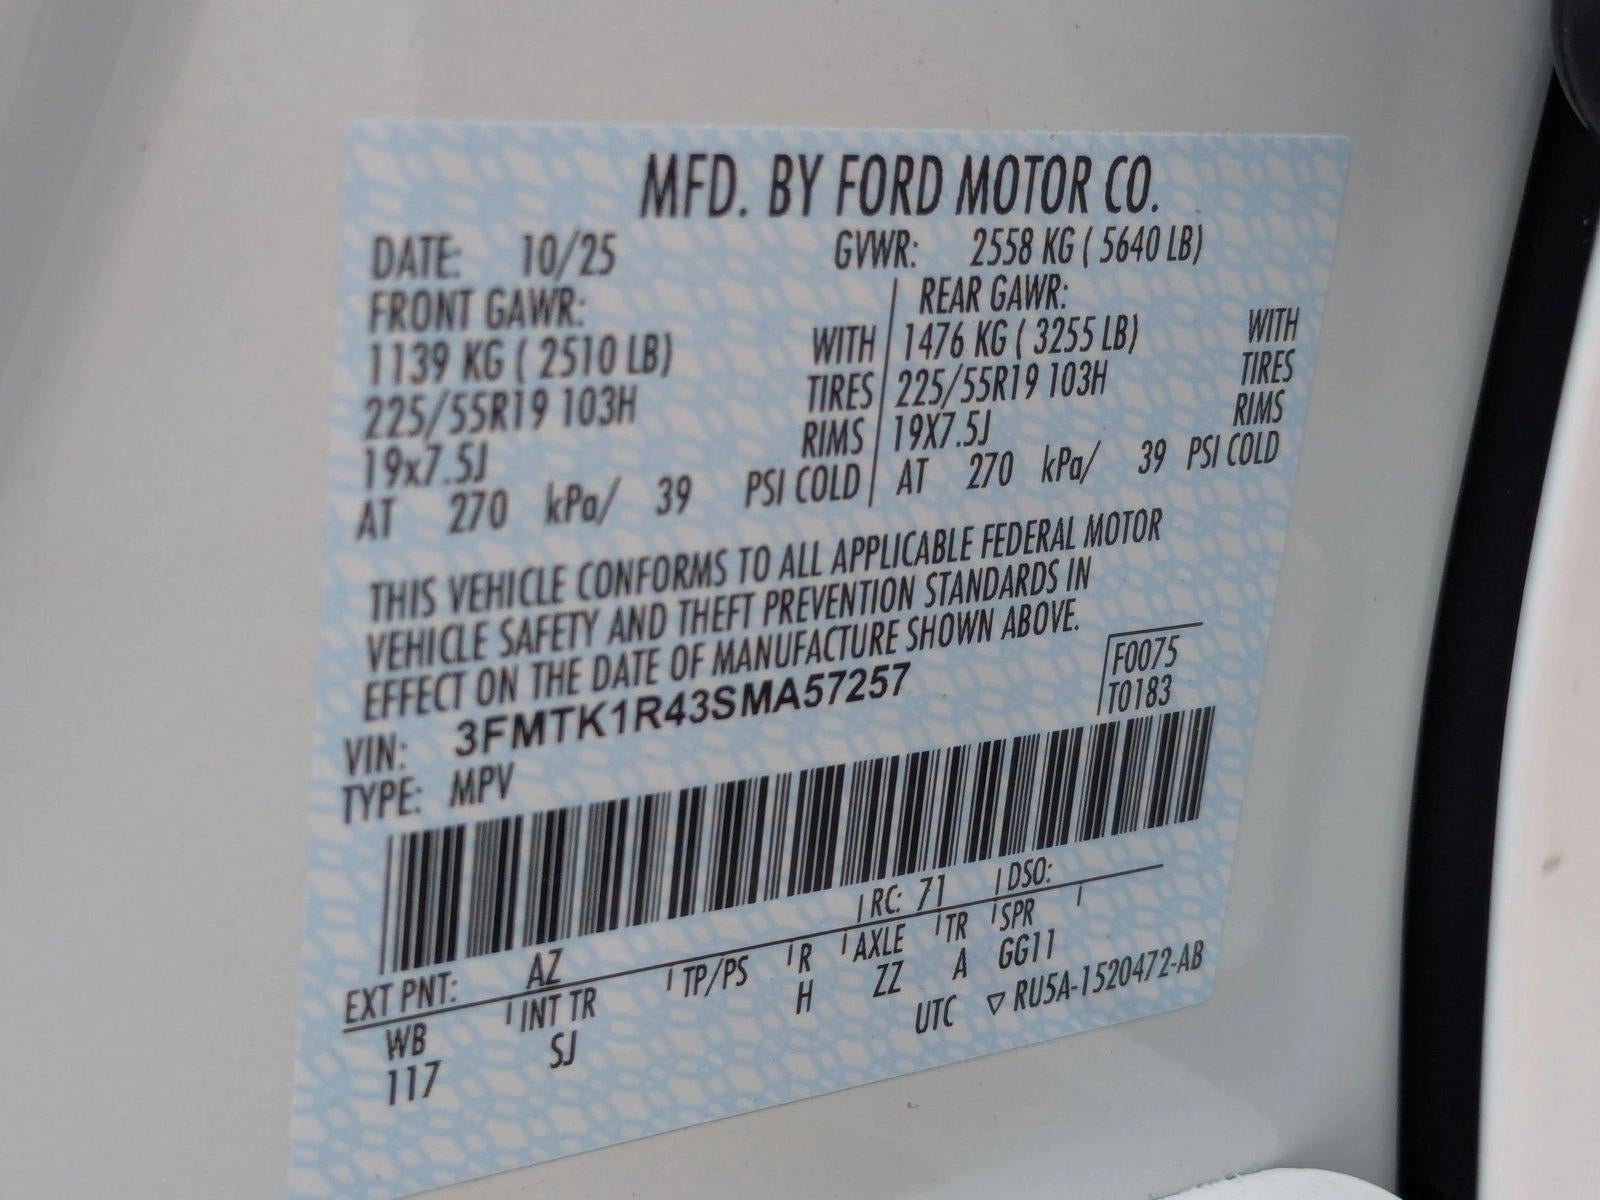 MFD. BY FORD MOTOR CO.
DATE: 10/25 GVWR: 2558 KG ( 5640 LB)
FRONT GAWR: REAR GAWR:
1139 KG ( 2510 LB) WITH 1476 KG ( 3255 LB) WITH
225/55R19 103H TIRES 225/55R19 103H TIRES
19x7.5J RIMS 19X7.5J RIMS
AT 270 kPa/ 39 PSI COLD AT 270 kPa/ 39 PSI COLD
THIS VEHICLE CONFORMS TO ALL APPLICABLE FEDERAL MOTOR
VEHICLE SAFETY AND THEFT PREVENTION STANDARDS IN
EFFECT ON THE DATE OF MANUFACTURE SHOWN ABOVE.
VIN: 3FMTK1R43SMA57257 F0075
TYPE: MPV T0183
EXT PNT: AZ RC: 71 DSO:
WB INT TR TP/PS R AXLE TR SPR
117 SJ H ZZ A GG11
UTC ▽ RU5A-1520472-AB